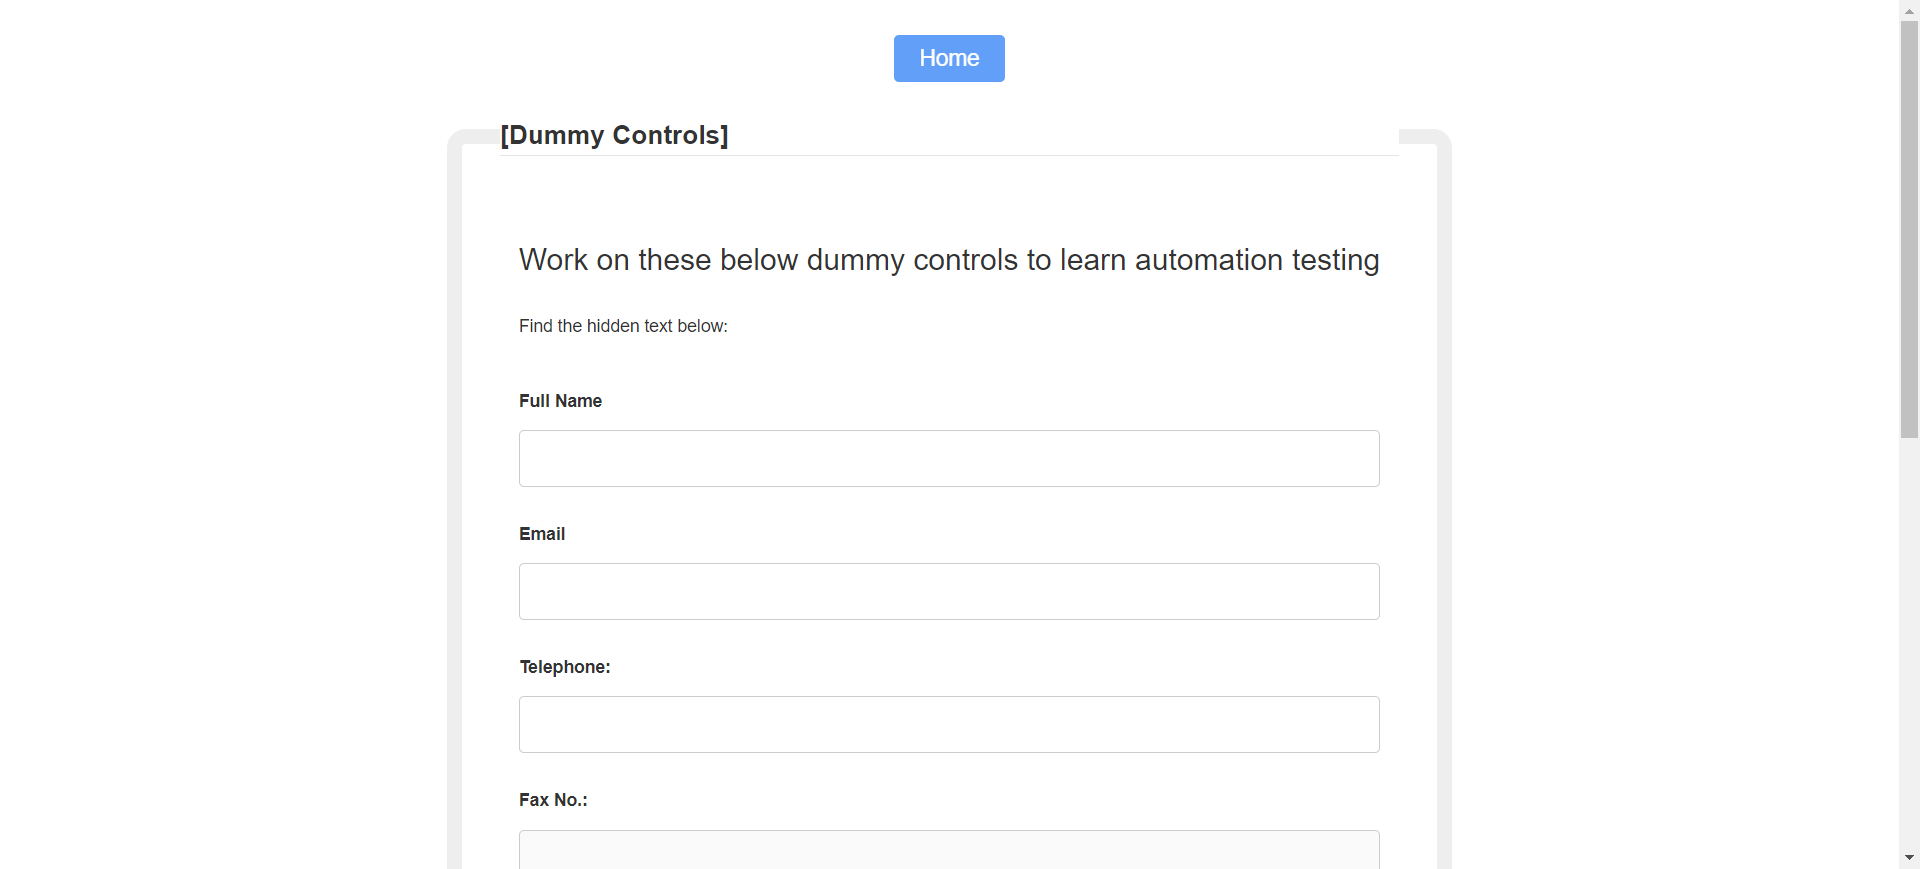 Home
[Dummy Controls]
Work on these below dummy controls to learn automation testing
Find the hidden text below:
Full Name
Email
Telephone:
Fax No.: